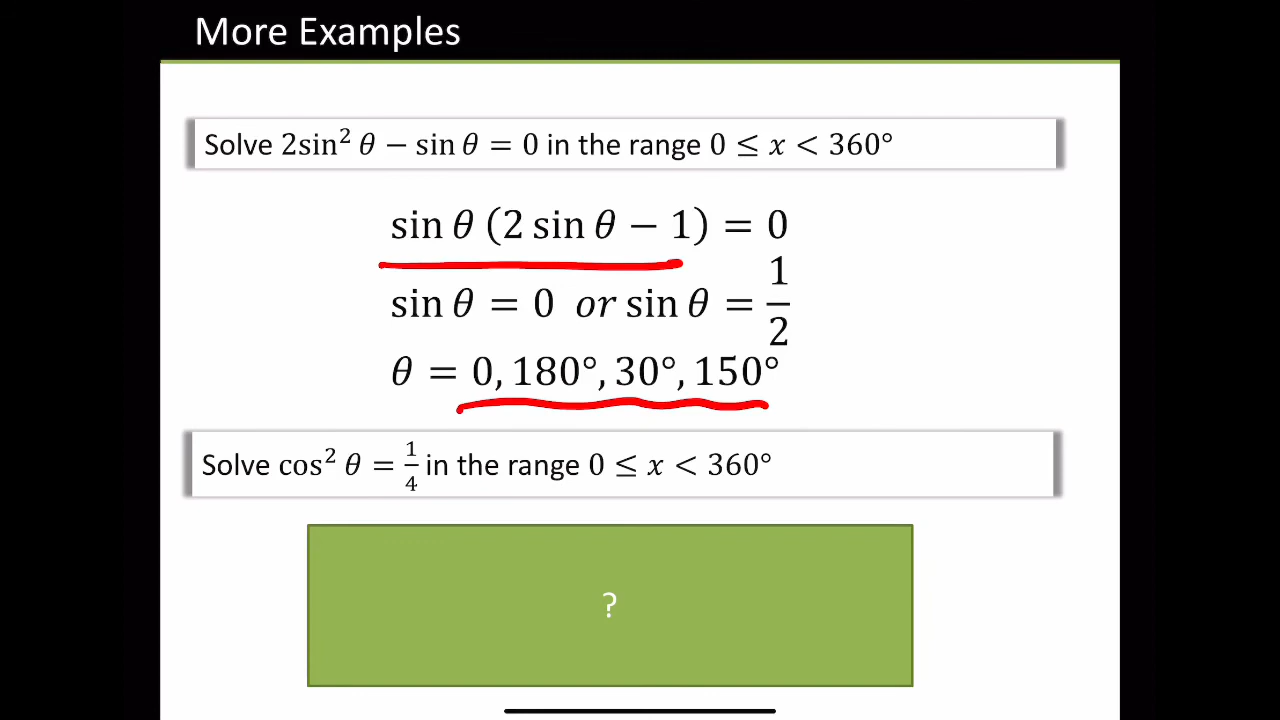 More Examples
Solve 2sin² θ − sin θ = 0 in the range 0 ≤ x < 360°
sin θ (2 sin θ − 1) = 0
sin θ = 0 or sin θ = 1/2
θ = 0, 180°, 30°, 150°
Solve cos² θ = 1/4 in the range 0 ≤ x < 360°
?